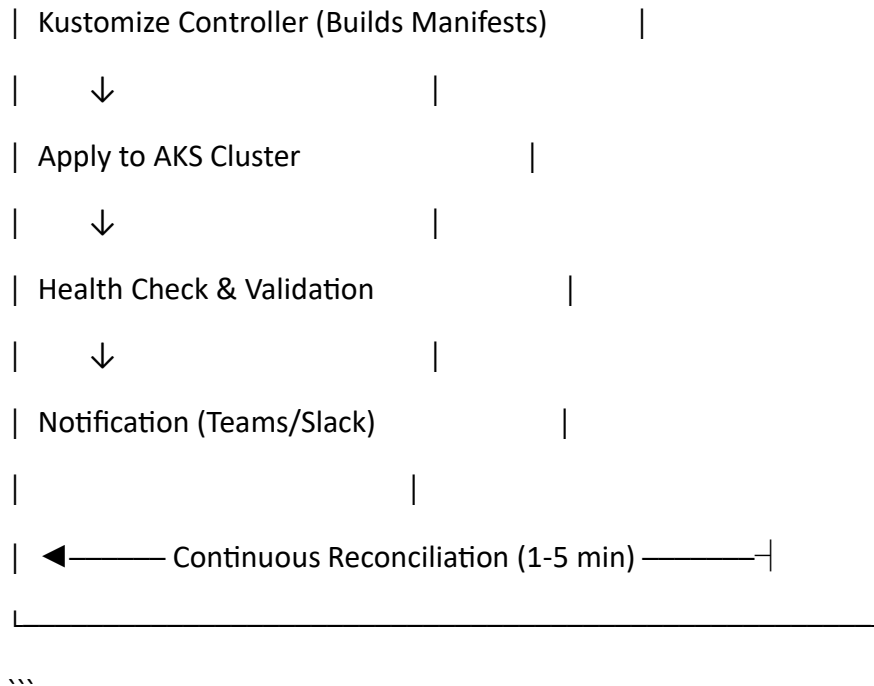 │ Kustomize Controller (Builds Manifests) │
│ ↓ │
│ Apply to AKS Cluster │
│ ↓ │
│ Health Check & Validation │
│ ↓ │
│ Notification (Teams/Slack) │
│ │
│ ◄────── Continuous Reconciliation (1-5 min) ───────┤
└──────────────────────────────────────────────────────
```